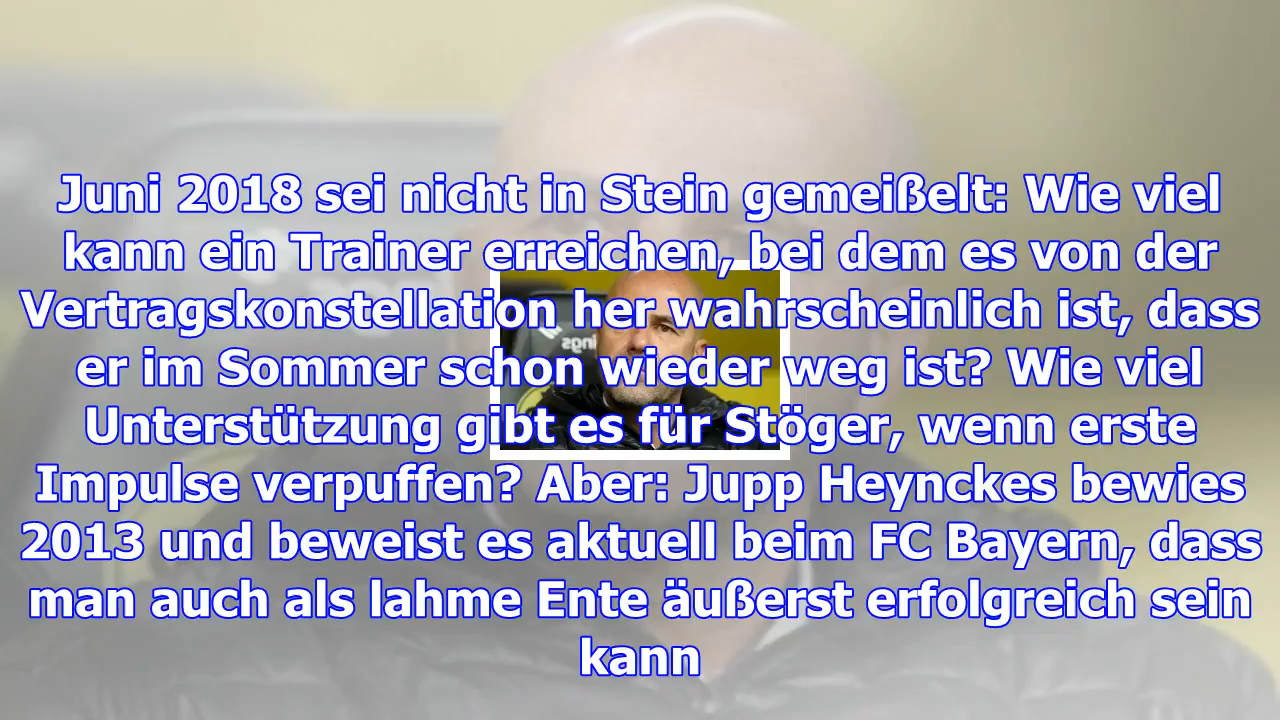 Juni 2018 sei nicht in Stein gemeißelt: Wie viel
kann ein Trainer erreichen, bei dem es von der
Vertragskonstellation her wahrscheinlich ist, dass
er im Sommer schon wieder weg ist? Wie viel
Unterstützung gibt es für Stöger, wenn erste
Impulse verpuffen? Aber: Jupp Heynckes bewies
2013 und beweist es aktuell beim FC Bayern, dass
man auch als lahme Ente äußerst erfolgreich sein
kann